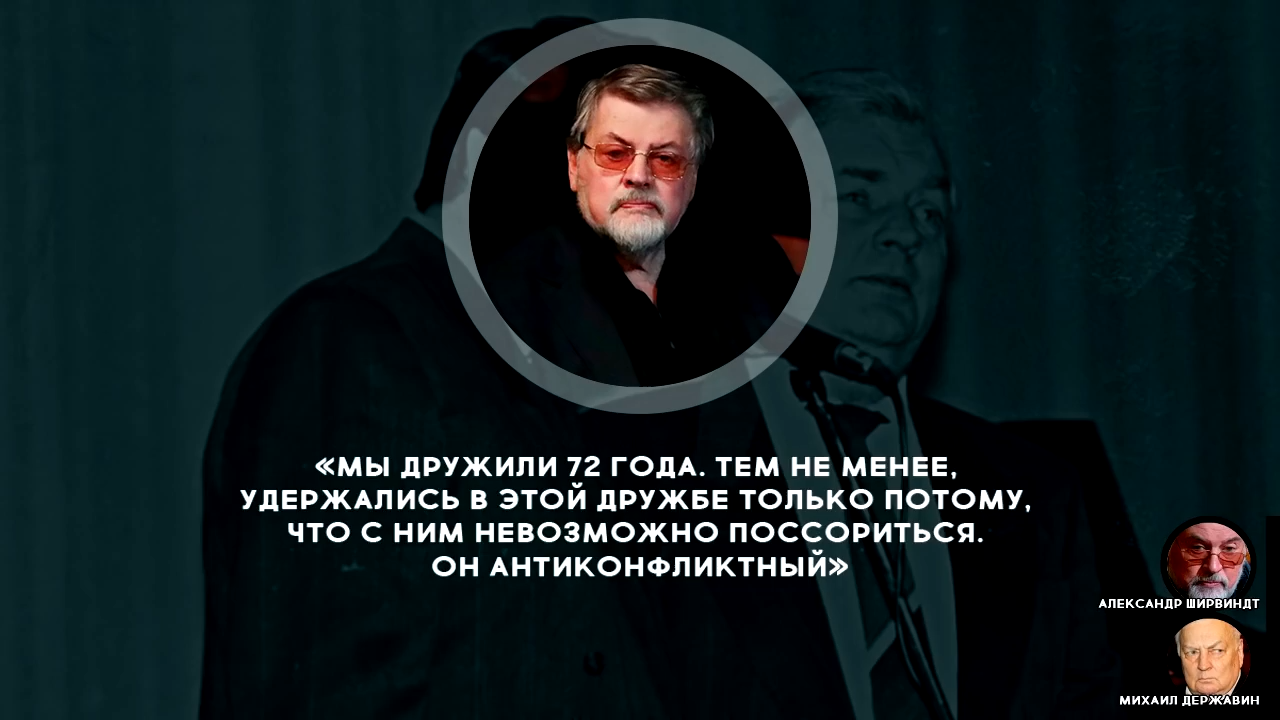 «МЫ ДРУЖИЛИ 72 ГОДА. ТЕМ НЕ МЕНЕЕ,
УДЕРЖАЛИСЬ В ЭТОЙ ДРУЖБЕ ТОЛЬКО ПОТОМУ,
ЧТО С НИМ НЕВОЗМОЖНО ПОССОРИТЬСЯ.
ОН АНТИКОНФЛИКТНЫЙ»
АЛЕКСАНДР ШИРВИНДТ
МИХАИЛ ДЕРЖАВИН